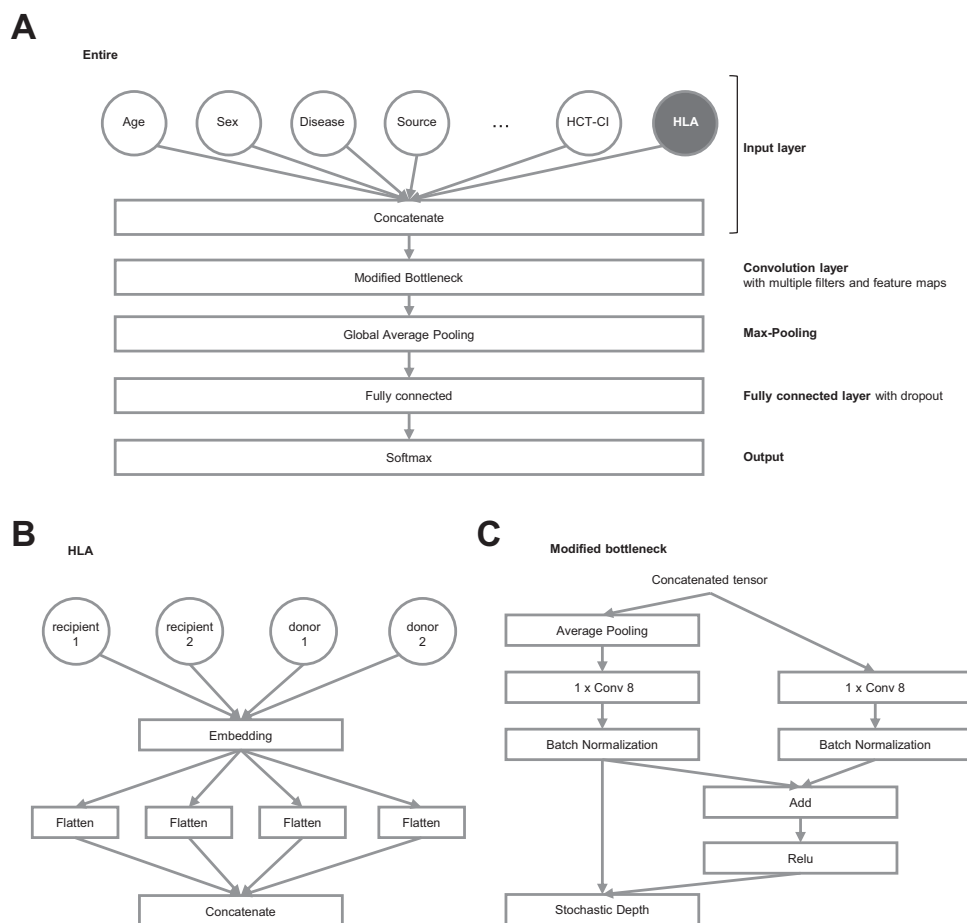 A
Entire
Age
Sex
Disease
Source
...
HCT-CI
HLA
Input layer
Concatenate
Modified Bottleneck
Convolution layer
with multiple filters and feature maps
Global Average Pooling
Max-Pooling
Fully connected
Fully connected layer with dropout
Softmax
Output
B
HLA
recipient
1
recipient
2
donor
1
donor
2
Embedding
Flatten
Flatten
Flatten
Flatten
Concatenate
C
Modified bottleneck
Concatenated tensor
Average Pooling
1 x Conv 8
1 x Conv 8
Batch Normalization
Batch Normalization
Add
Relu
Stochastic Depth